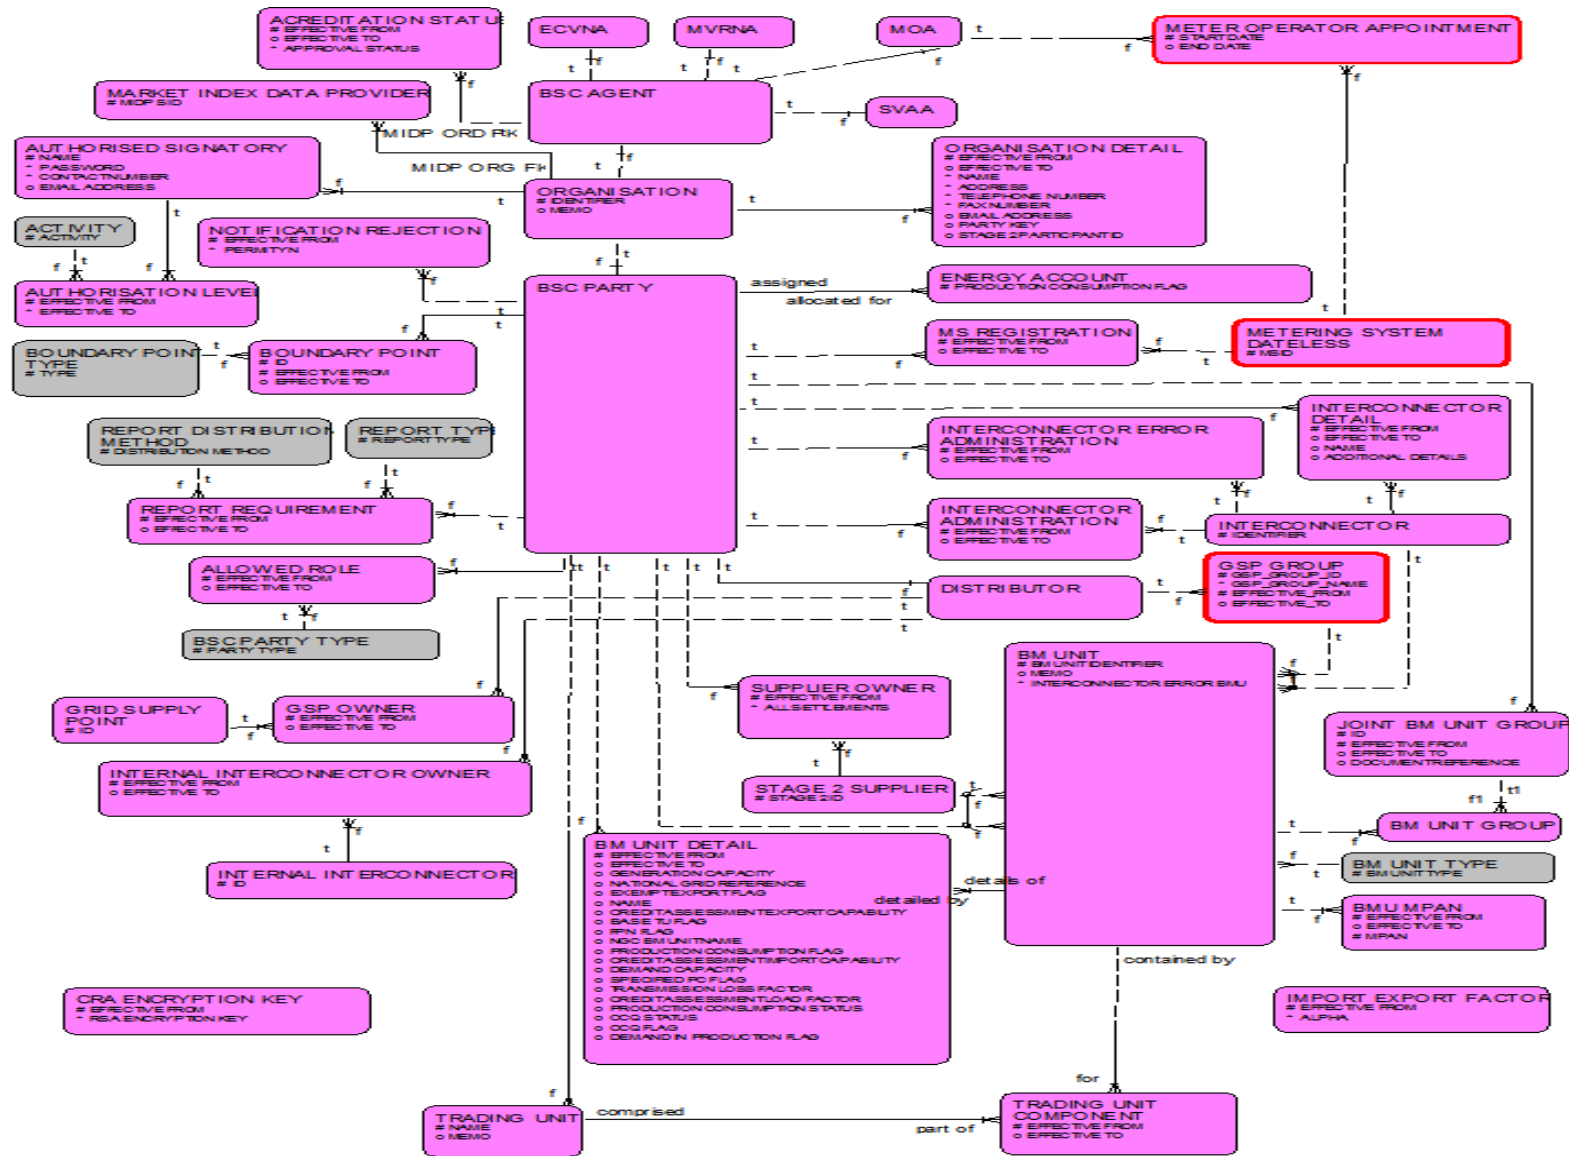 ACREDITATION STATUS
# EFFECTIVE FROM
o EFFECTIVE TO
* APPROVAL STATUS
ECVNA
MVRNA
MOA
METER OPERATOR APPOINTMENT
# START DATE
o END DATE
MARKET INDEX DATA PROVIDER
# MIDP SID
BSC AGENT
SVAA
MIDP ORD RK
MIDP ORG FK
AUTHORISED SIGNATORY
# NAME
* PASSWORD
* CONTACT NUMBER
o EMAIL ADDRESS
ORGANISATION
# IDENTIFIER
o MEMO
ORGANISATION DETAIL
# EFFECTIVE FROM
o EFFECTIVE TO
* NAME
* ADDRESS
* TELEPHONE NUMBER
* FAX NUMBER
o EMAIL ADDRESS
o PARTY KEY
o STAGE 2 PARTICIPANT ID
ACTIVITY
# ACTIVITY
NOTIFICATION REJECTION
# EFFECTIVE FROM
* PERMIT YN
AUTHORISATION LEVEL
# EFFECTIVE FROM
* EFFECTIVE TO
BSC PARTY
assigned
allocated for
ENERGY ACCOUNT
# PRODUCTION CONSUMPTION FLAG
BOUNDARY POINT
TYPE
# TYPE
BOUNDARY POINT
# ID
# EFFECTIVE FROM
o EFFECTIVE TO
MS REGISTRATION
# EFFECTIVE FROM
o EFFECTIVE TO
METERING SYSTEM
DATELESS
# MSID
REPORT DISTRIBUTION
METHOD
# DISTRIBUTION METHOD
REPORT TYPE
# REPORT TYPE
INTERCONNECTOR ERROR
ADMINISTRATION
# EFFECTIVE FROM
o EFFECTIVE TO
INTERCONNECTOR
DETAIL
# EFFECTIVE FROM
o EFFECTIVE TO
o NAME
o ADDITIONAL DETAILS
REPORT REQUIREMENT
# EFFECTIVE FROM
o EFFECTIVE TO
INTERCONNECTOR
ADMINISTRATION
# EFFECTIVE FROM
o EFFECTIVE TO
INTERCONNECTOR
# IDENTIFIER
ALLOWED ROLE
# EFFECTIVE FROM
o EFFECTIVE TO
DISTRIBUTOR
GSP GROUP
# GSP_GROUP_ID
* GSP_GROUP_NAME
# EFFECTIVE_FROM
o EFFECTIVE_TO
BSC PARTY TYPE
# PARTY TYPE
BM UNIT
# BM UNIT IDENTIFIER
o MEMO
* INTERCONNECTOR ERROR BMU
GRID SUPPLY
POINT
# ID
GSP OWNER
# EFFECTIVE FROM
o EFFECTIVE TO
SUPPLIER OWNER
# EFFECTIVE FROM
* ALL SETTLEMENTS
JOINT BM UNIT GROUP
# ID
# EFFECTIVE FROM
o EFFECTIVE TO
o DOCUMENT REFERENCE
INTERNAL INTERCONNECTOR OWNER
# EFFECTIVE FROM
o EFFECTIVE TO
STAGE 2 SUPPLIER
# STAGE 2 ID
f1
t1
BM UNIT GROUP
INTERNAL INTERCONNECTORS
# ID
BM UNIT DETAIL
# EFFECTIVE FROM
o EFFECTIVE TO
o GENERATION CAPACITY
o NATIONAL GRID REFERENCE
o EXEMPT EXPORT FLAG
o NAME
o CREDIT ASSESSMENT EXPORT CAPABILITY
o BASE TU FLAG
o FPN FLAG
o NGC BM UNIT NAME
o PRODUCTION CONSUMPTION FLAG
o CREDIT ASSESSMENT IMPORT CAPABILITY
o DEMAND CAPACITY
o SPECIFIED PC FLAG
o TRANSMISSION LOSS FACTOR
o CREDIT ASSESSMENT LOAD FACTOR
o PRODUCTION CONSUMPTION STATUS
o CCQ STATUS
o CCQ FLAG
o DEMAND IN PRODUCTION FLAG
details of
detailed by
BM UNIT TYPE
# BM UNIT TYPE
BMU MPAN
# EFFECTIVE FROM
o EFFECTIVE TO
# MPAN
contained by
CRA ENCRYPTION KEY
# EFFECTIVE FROM
* RSA ENCRYPTION KEY
IMPORT EXPORT FACTOR
# EFFECTIVE FROM
* ALPHA
for
TRADING UNIT
# NAME
o MEMO
comprised
part of
TRADING UNIT
COMPONENT
# EFFECTIVE FROM
o EFFECTIVE TO